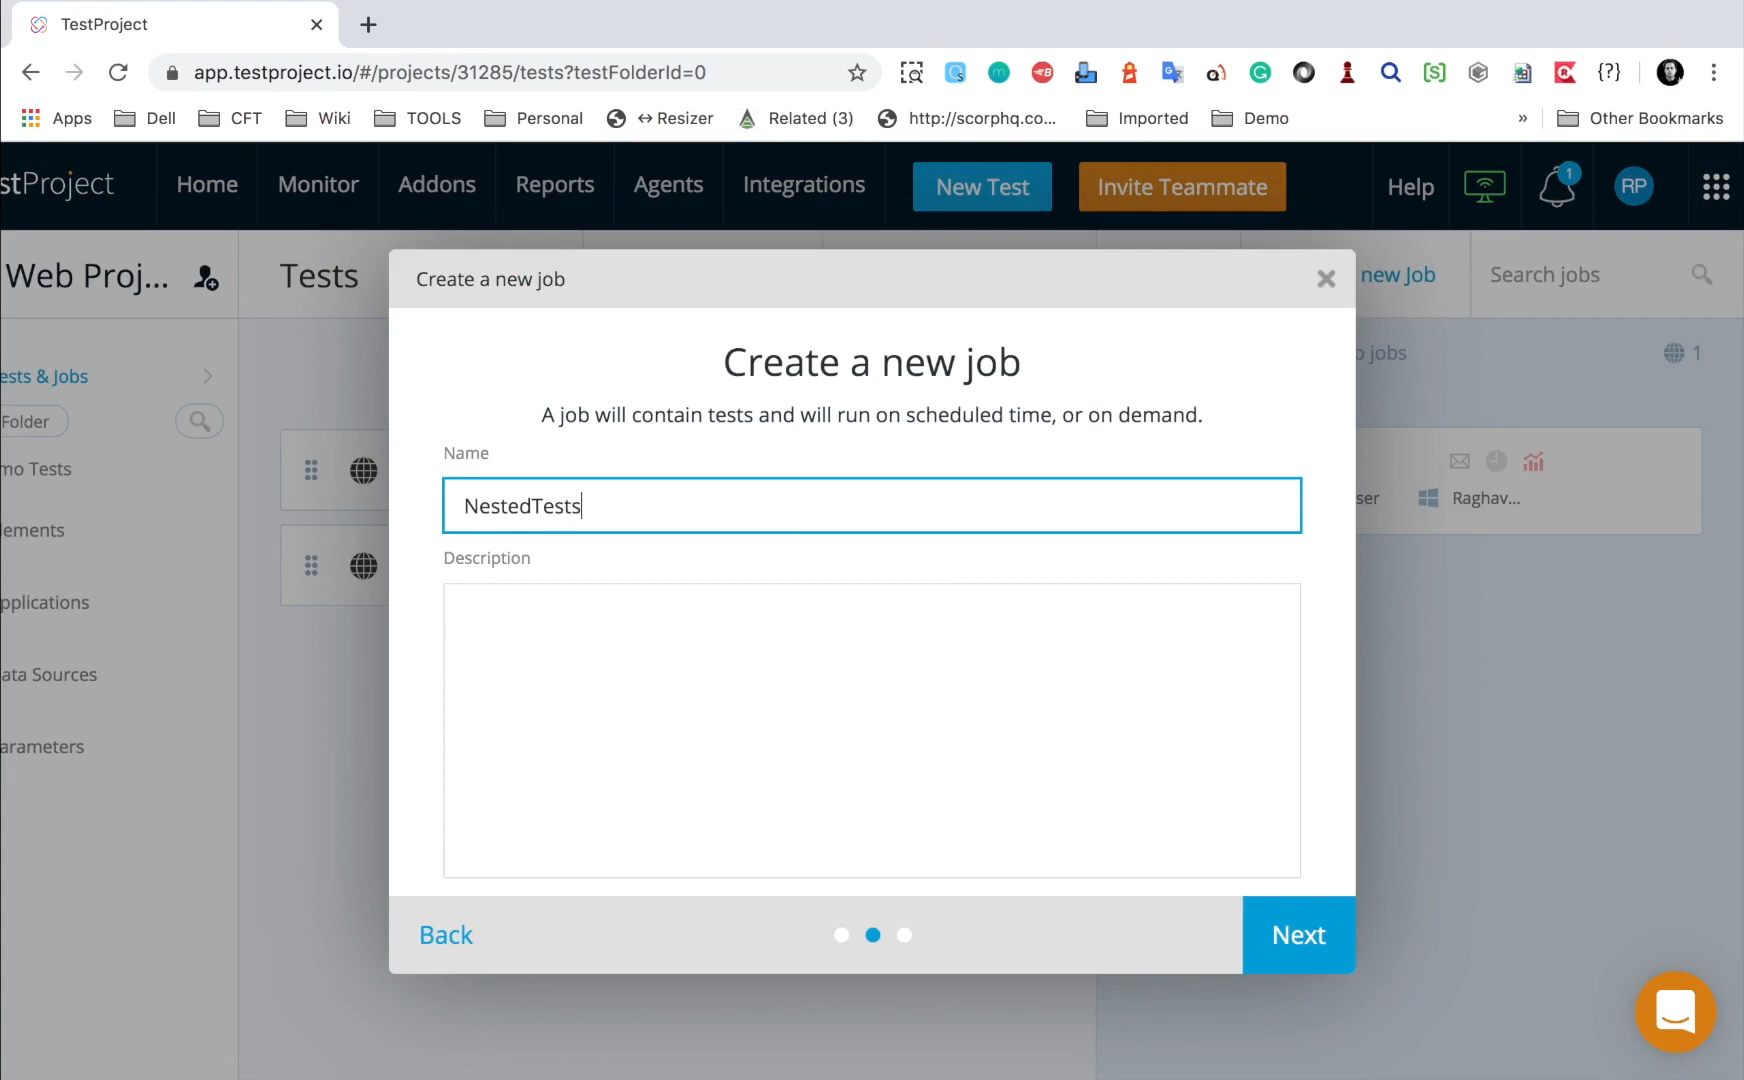 TestProject
app.testproject.io/#/projects/31285/tests?testFolderId=0
Apps Dell CFT Wiki TOOLS Personal ↔Resizer Related (3) http://scorphq.co... Imported Demo » Other Bookmarks
stProject Home Monitor Addons Reports Agents Integrations New Test Invite Teammate Help 1 RP
Web Proj... Tests new Job Search jobs
Create a new job
Create a new job
A job will contain tests and will run on scheduled time, or on demand.
Name
NestedTests
Description
Back Next
ests & Jobs
Folder
mo Tests
lements
pplications
ata Sources
arameters
jobs 1
ser Raghav...